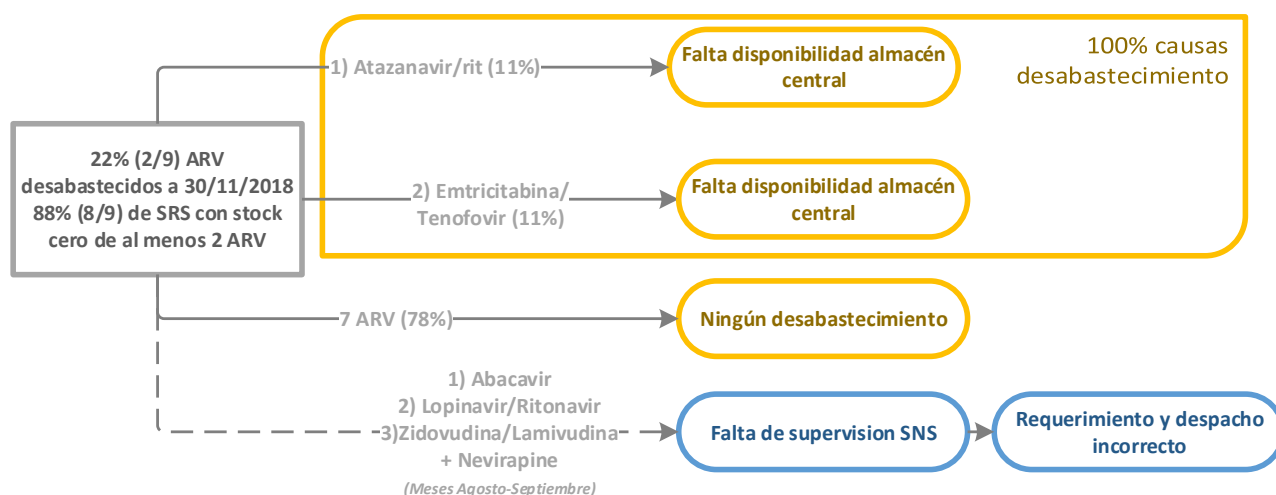 1) Atazanavir/rit (11%)
Falta disponibilidad almacén
central
100% causas
desabastecimiento
22% (2/9) ARV
desabastecidos a 30/11/2018
88% (8/9) de SRS con stock
cero de al menos 2 ARV
2) Emtricitabina/
Tenofovir (11%)
Falta disponibilidad almacén
central
7 ARV (78%)
Ningún desabastecimiento
1) Abacavir
2) Lopinavir/Ritonavir
3)Zidovudina/Lamivudina
+ Nevirapine
(Meses Agosto-Septiembre)
Falta de supervision SNS
Requerimiento y despacho
incorrecto